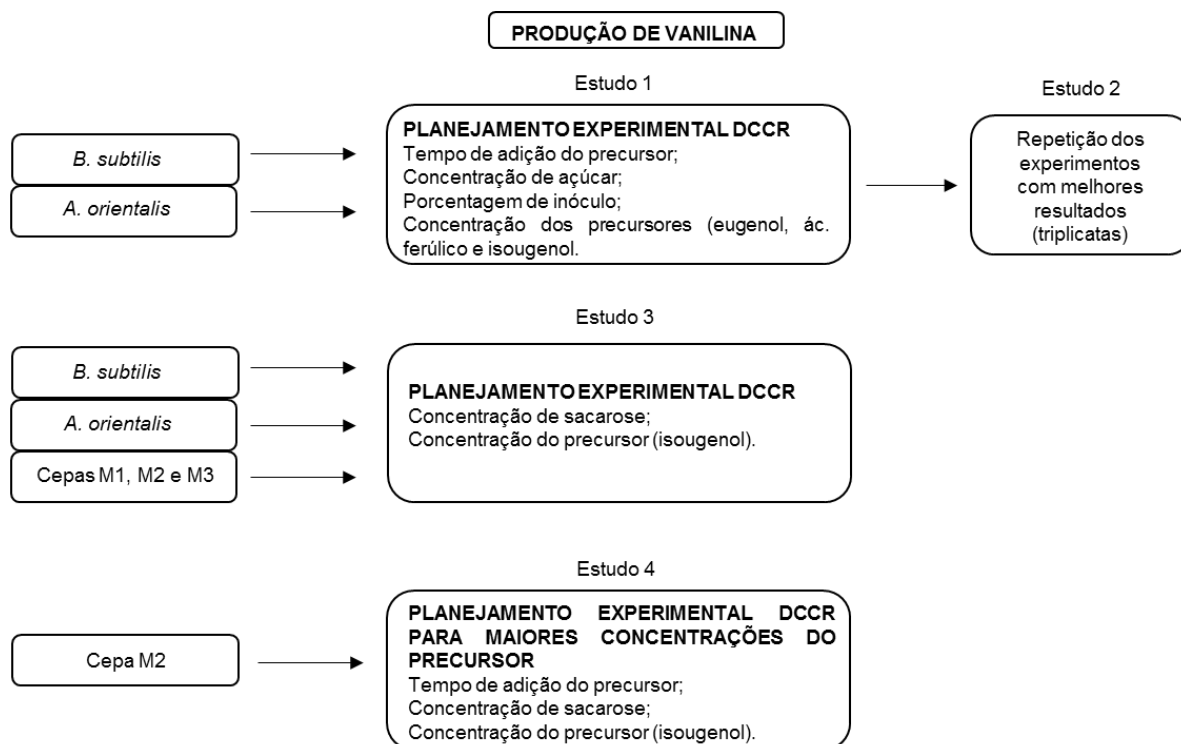 PRODUÇÃO DE VANILINA
Estudo 1
B. subtilis
A. orientalis
PLANEJAMENTO EXPERIMENTAL DCCR
Tempo de adição do precursor;
Concentração de açúcar;
Porcentagem de inóculo;
Concentração dos precursores (eugenol, ác.
ferúlico e isougenol.
Estudo 2
Repetição dos
experimentos
com melhores
resultados
(triplicatas)
Estudo 3
B. subtilis
A. orientalis
Cepas M1, M2 e M3
PLANEJAMENTO EXPERIMENTAL DCCR
Concentração de sacarose;
Concentração do precursor (isougenol).
Estudo 4
Cepa M2
PLANEJAMENTO EXPERIMENTAL DCCR
PARA MAIORES CONCENTRAÇÕES DO
PRECURSOR
Tempo de adição do precursor;
Concentração de sacarose;
Concentração do precursor (isougenol).